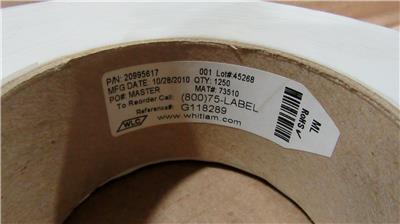 P/N: 20995617 001 Lot#:45268
MFG DATE: 10/28/2010 QTY: 1250
PO#: MASTER MAT#: 73510
To Reorder Call: (800)75-LABEL
Reference#: G118289
WLC www.whitlam.com
ML
RoHS √